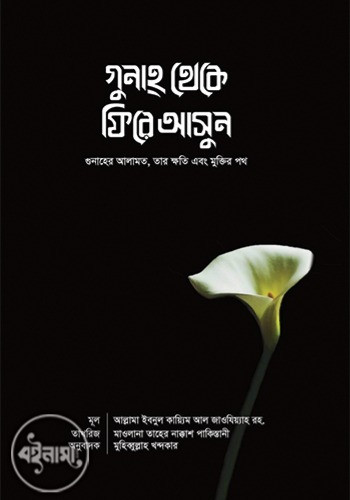 গুনাহ থেকে
ফিরে আসুন
গুনাহের আলামত, তার ক্ষতি এবং মুক্তির পথ
মূল আল্লামা ইবনুল কায়্যিম আল জাওযিয়্যাহ রহ.
তাখরিজ মাওলানা তাহের নাক্কাশ পাকিস্তানী
অনুবাদক মুহিব্বুল্লাহ খন্দকার
বইনামা